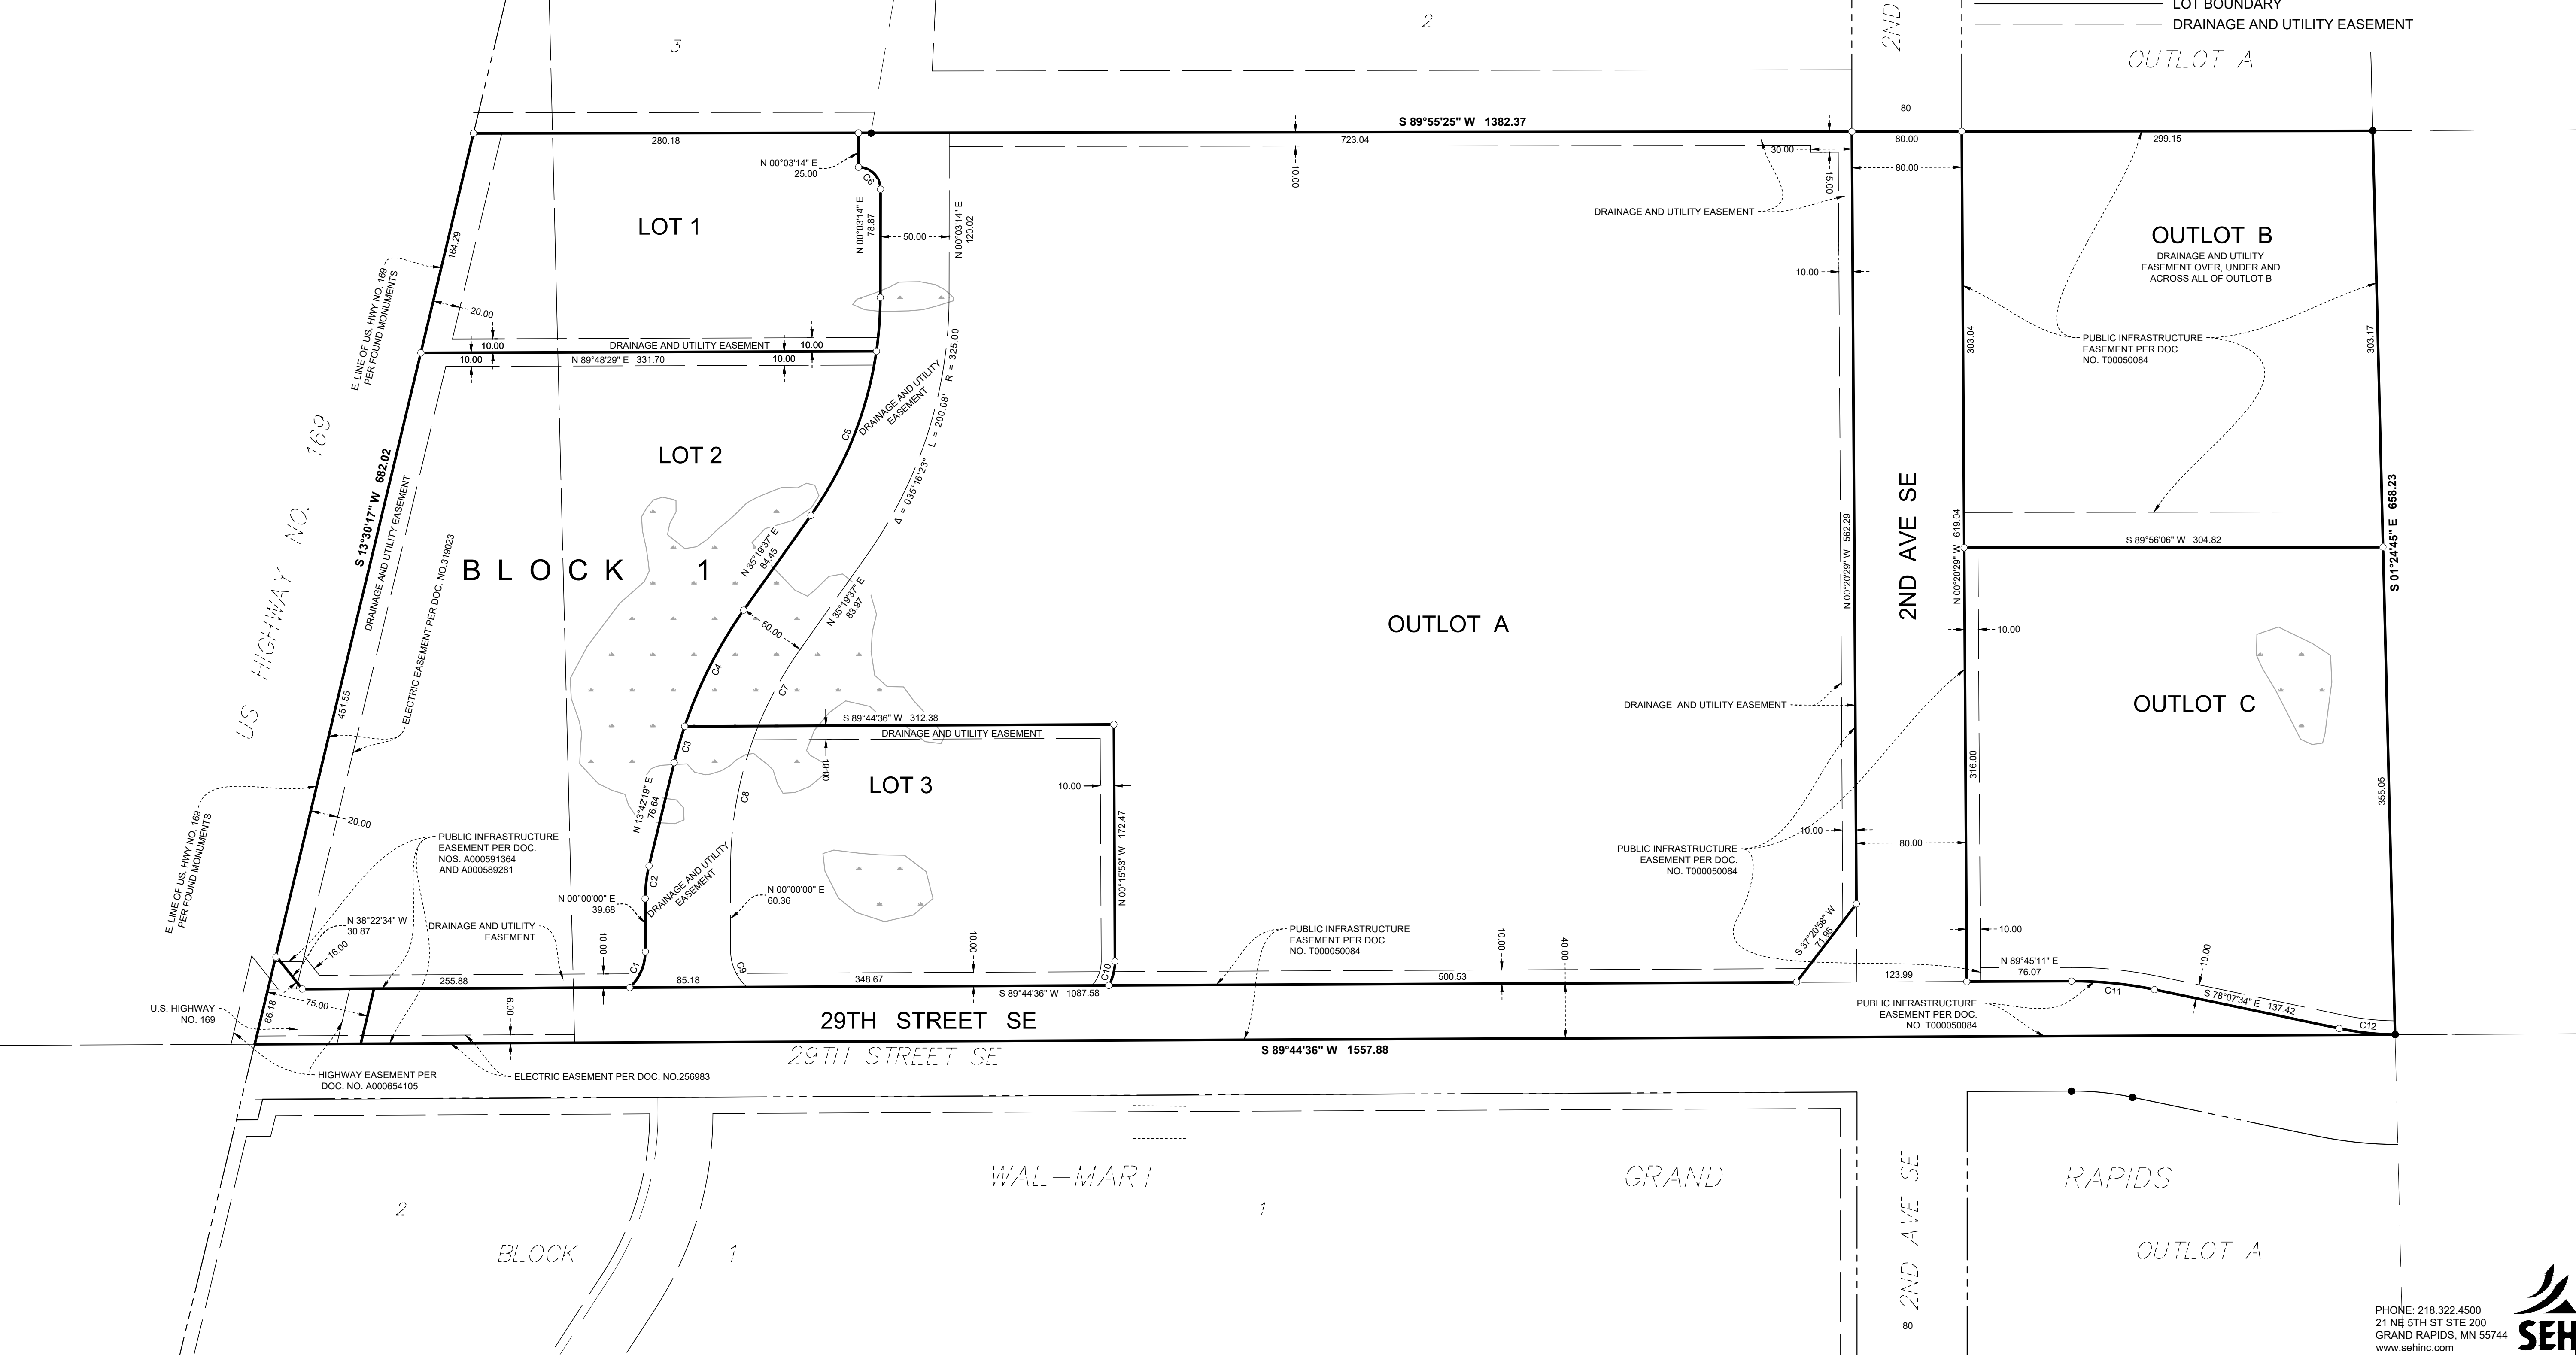 LOT BOUNDARY
DRAINAGE AND UTILITY EASEMENT
3
2
2ND
OUTLOT A
80
S 89°55'25" W 1382.37
280.18
723.04
80.00
299.15
N 00°03'14" E
25.00
C6
10.00
30.00
15.00
80.00
LOT 1
N 00°03'14" E
78.87
50.00
N 00°03'14" E
120.02
DRAINAGE AND UTILITY EASEMENT
10.00
OUTLOT B
DRAINAGE AND UTILITY
EASEMENT OVER, UNDER AND
ACROSS ALL OF OUTLOT B
164.29
E. LINE OF US. HWY NO. 169
PER FOUND MONUMENTS
20.00
10.00
DRAINAGE AND UTILITY EASEMENT
10.00
10.00
N 89°48'29" E 331.70
10.00
PUBLIC INFRASTRUCTURE
EASEMENT PER DOC.
NO. T00050084
303.04
303.17
DRAINAGE AND UTILITY
EASEMENT
Δ = 035°16'23" L = 200.08' R = 325.00
C5
LOT 2
US HIGHWAY NO. 169
S 13°30'17" W 682.02
DRAINAGE AND UTILITY EASEMENT
ELECTRIC EASEMENT PER DOC. NO.319023
BLOCK 1
N 35°19'37" E
84.45
N 35°19'37" E
83.97
50.00
C4
C7
OUTLOT A
N 00°20'29" W 562.29
2ND AVE SE
N 00°20'29" W 619.04
S 89°56'06" W 304.82
S 01°24'45" E 658.23
10.00
OUTLOT C
451.55
S 89°44'36" W 312.38
DRAINAGE AND UTILITY EASEMENT
C3
10.00
LOT 3
10.00
C8
DRAINAGE AND UTILITY EASEMENT
316.00
355.05
N 13°42'19" E
76.64
E. LINE OF US. HWY NO. 169
PER FOUND MONUMENTS
20.00
PUBLIC INFRASTRUCTURE
EASEMENT PER DOC.
NOS. A000591364
AND A000589281
10.00
80.00
PUBLIC INFRASTRUCTURE
EASEMENT PER DOC.
NO. T000050084
N 00°15'53" W 172.47
C2
DRAINAGE AND UTILITY
EASEMENT
N 00°00'00" E
39.68
N 00°00'00" E
60.36
N 38°22'34" W
30.87
16.00
DRAINAGE AND UTILITY
EASEMENT
10.00
10.00
PUBLIC INFRASTRUCTURE
EASEMENT PER DOC.
NO. T000050084
10.00
40.00
S 37°20'58" W
71.95
10.00
N 89°45'11" E
76.07
10.00
C1
C9
C10
255.88
85.18
348.67
500.53
123.99
S 89°44'36" W 1087.58
C11
S 78°07'34" E 137.42
C12
U.S. HIGHWAY
NO. 169
66.18
75.00
6.00
29TH STREET SE
PUBLIC INFRASTRUCTURE
EASEMENT PER DOC.
NO. T000050084
29TH STREET SE
S 89°44'36" W 1557.88
HIGHWAY EASEMENT PER
DOC. NO. A000654105
ELECTRIC EASEMENT PER DOC. NO.256983
WAL-MART GRAND RAPIDS
2
1
BLOCK 1
2ND AVE SE
80
OUTLOT A
PHONE: 218.322.4500
21 NE 5TH ST STE 200
GRAND RAPIDS, MN 55744
www.sehinc.com
SEH